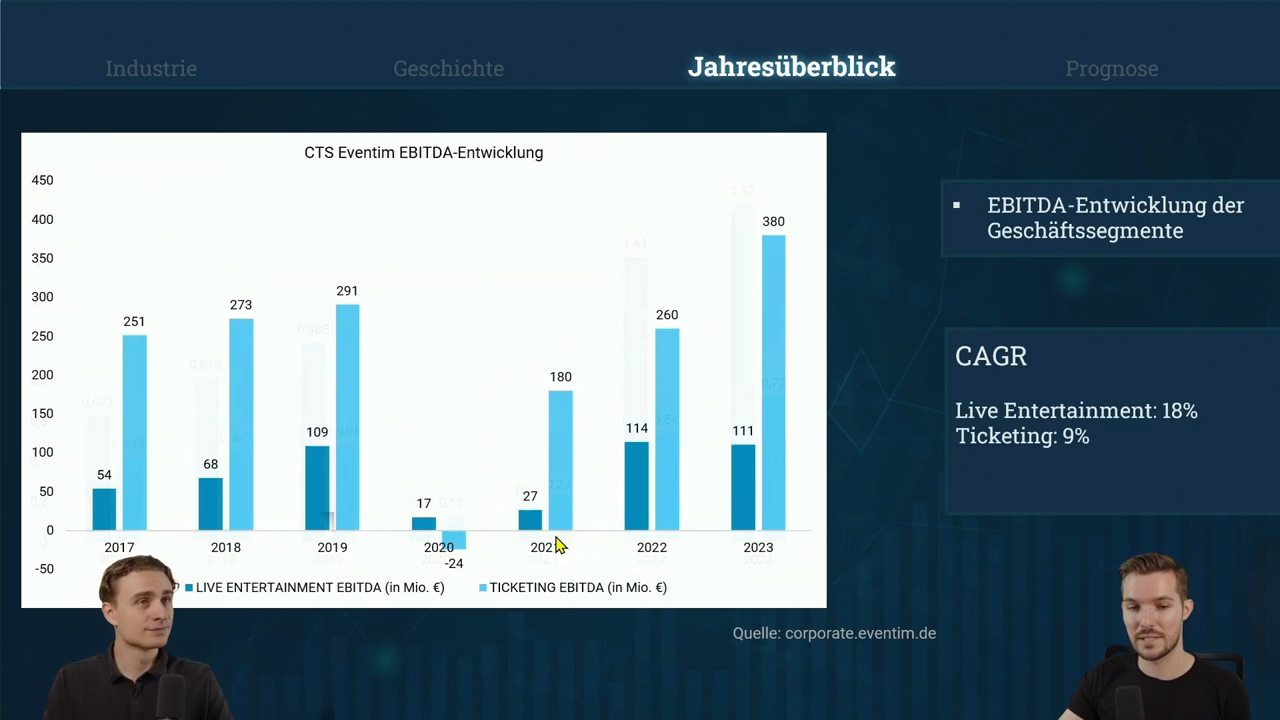 Industrie
Geschichte
Jahresüberblick
Prognose
CTS Eventim EBITDA-Entwicklung
450
400
350
300
250
200
150
100
50
0
-50
54
251
68
273
109
291
17
-24
27
180
114
260
111
380
2017
2018
2019
2020
2021
2022
2023
LIVE ENTERTAINMENT EBITDA (in Mio. €)
TICKETING EBITDA (in Mio. €)
▪ EBITDA-Entwicklung der
Geschäftssegmente
CAGR
Live Entertainment: 18%
Ticketing: 9%
Quelle: corporate.eventim.de